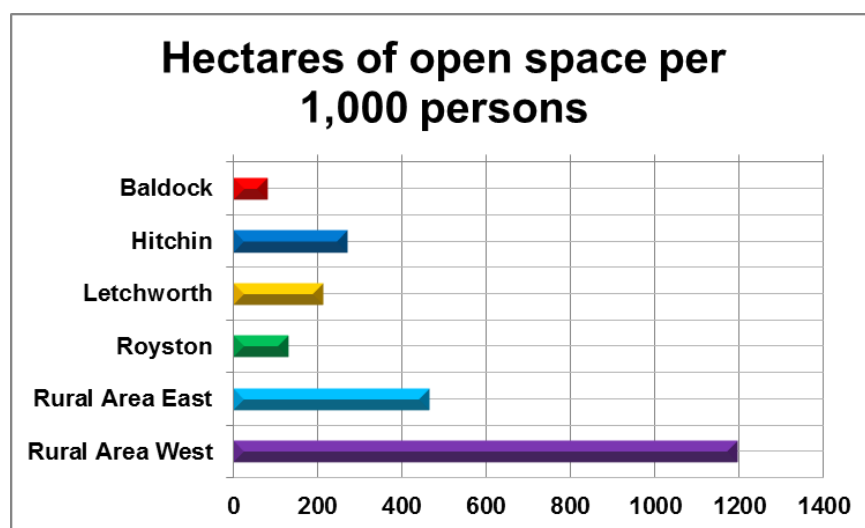 Hectares of open space per
1,000 persons
Baldock
Hitchin
Letchworth
Royston
Rural Area East
Rural Area West
0 200 400 600 800 1000 1200 1400